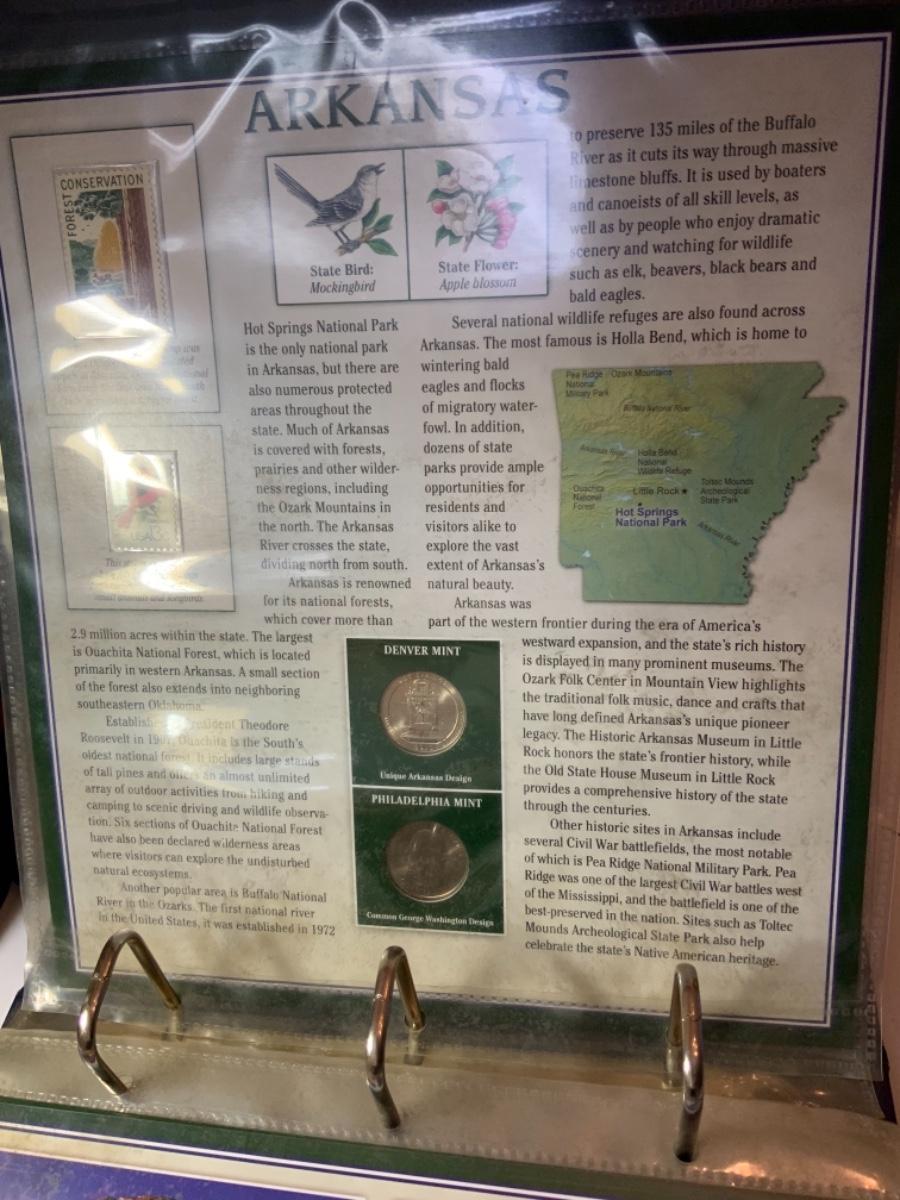 ARKANSAS
FOREST
CONSERVATION
State Bird:
Mockingbird
State Flower:
Apple blossom
USA
Hot Springs National Park
is the only national park
in Arkansas, but there are
also numerous protected
areas throughout the
state. Much of Arkansas
is covered with forests,
prairies and other wilder-
ness regions, including
the Ozark Mountains in
the north. The Arkansas
River crosses the state,
dividing north from south.
Arkansas is renowned
for its national forests,
which cover more than
2.9 million acres within the state. The largest
is Ouachita National Forest, which is located
primarily in western Arkansas. A small section
of the forest also extends into neighboring
southeastern Oklahoma.
President Theodore
Roosevelt in Ouachita is the South's
oldest national forest. It includes large stands
of tall pines and offers an almost unlimited
array of outdoor activities from hiking and
camping to scenic driving and wildlife observa-
tion. Six sections of Ouachita National Forest
have also been declared wilderness areas
where visitors can explore the undisturbed
natural ecosystems.
Another popular area is Buffalo National
River in the Ozarks. The first national river
in the United States, it was established in 1972
to preserve 135 miles of the Buffalo
River as it cuts its way through massive
limestone bluffs. It is used by boaters
and canoeists of all skill levels, as
well as by people who enjoy dramatic
scenery and watching for wildlife
such as elk, beavers, black bears and
bald eagles.
Several national wildlife refuges are also found across
Arkansas. The most famous is Holla Bend, which is home to
wintering bald
eagles and flocks
of migratory water-
fowl. In addition,
dozens of state
parks provide ample
opportunities for
residents and
visitors alike to
explore the vast
extent of Arkansas's
natural beauty.
Arkansas was
part of the western frontier during the era of America's
westward expansion, and the state's rich history
is displayed in many prominent museums. The
Ozark Folk Center in Mountain View highlights
the traditional folk music, dance and crafts that
have long defined Arkansas's unique pioneer
legacy. The Historic Arkansas Museum in Little
Rock honors the state's frontier history, while
the Old State House Museum in Little Rock
provides a comprehensive history of the state
through the centuries.
Other historic sites in Arkansas include
several Civil War battlefields, the most notable
of which is Pea Ridge National Military Park. Pea
Ridge was one of the largest Civil War battles west
of the Mississippi, and the battlefield is one of the
best-preserved in the nation. Sites such as Toltec
Mounds Archeological State Park also help
celebrate the state's Native American heritage.
Pea Ridge
National
Military Park
Ozark Mountains
Buffalo National River
Arkansas River
Holla Bend
National
Wildlife Refuge
Ouachita
National
Forest
Little Rock
Toltec Mounds
Archeological
State Park
Hot Springs
National Park
Arkansas River
DENVER MINT
Unique Arkansas Design
PHILADELPHIA MINT
Common George Washington Design